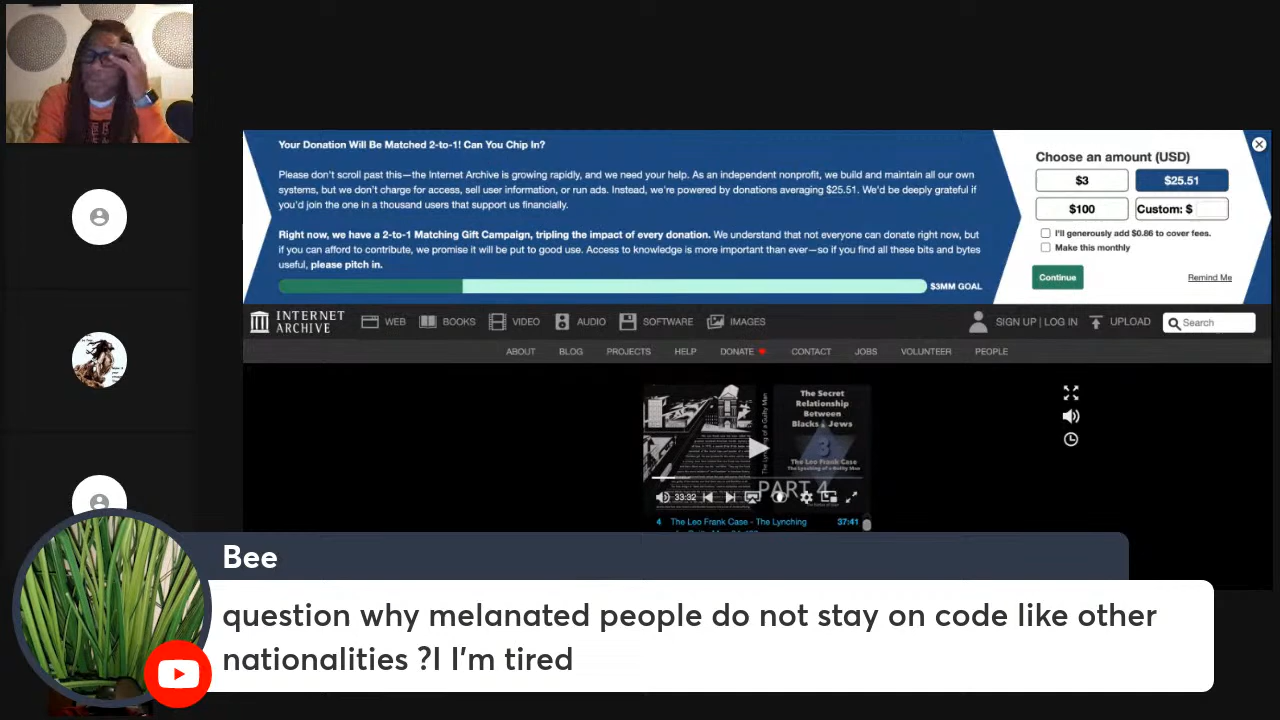 Your Donation Will Be Matched 2-to-1! Can You Chip In?
Please don't scroll past this—the Internet Archive is growing rapidly, and we need your help. As an independent nonprofit, we build and maintain all our own
systems, but we don't charge for access, sell user information, or run ads. Instead, we're powered by donations averaging $25.51. We'd be deeply grateful if
you'd join the one in a thousand users that support us financially.
Right now, we have a 2-to-1 Matching Gift Campaign, tripling the impact of every donation. We understand that not everyone can donate right now, but
if you can afford to contribute, we promise it will be put to good use. Access to knowledge is more important than ever—so if you find all these bits and bytes
useful, please pitch in.
$3MM GOAL
Choose an amount (USD)
$3 $25.51
$100 Custom: $
I'll generously add $0.86 to cover fees.
Make this monthly
Continue Remind Me
INTERNET
ARCHIVE
WEB BOOKS VIDEO AUDIO SOFTWARE IMAGES SIGN UP | LOG IN UPLOAD Search
ABOUT BLOG PROJECTS HELP DONATE CONTACT JOBS VOLUNTEER PEOPLE
The Lynching of a Guilty Man
The Secret
Relationship
Between
Blacks & Jews
3
The Leo Frank Case
The Lynching of a Guilty Man
PART 4
33:32
4 The Leo Frank Case - The Lynching 37:41
Bee
question why melanated people do not stay on code like other
nationalities ?I I'm tired